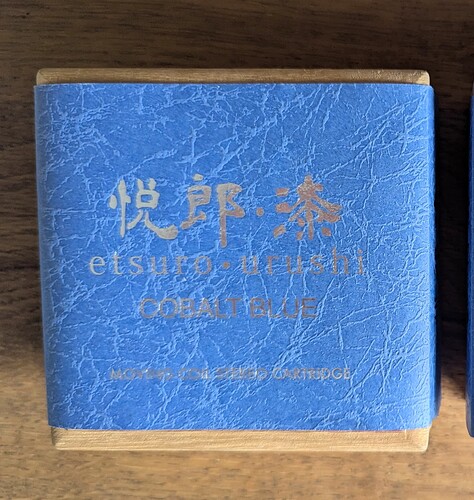 悦郎·漆
etsuro·urushi
COBALT BLUE
MOVING COIL STEREO CARTRIDGE